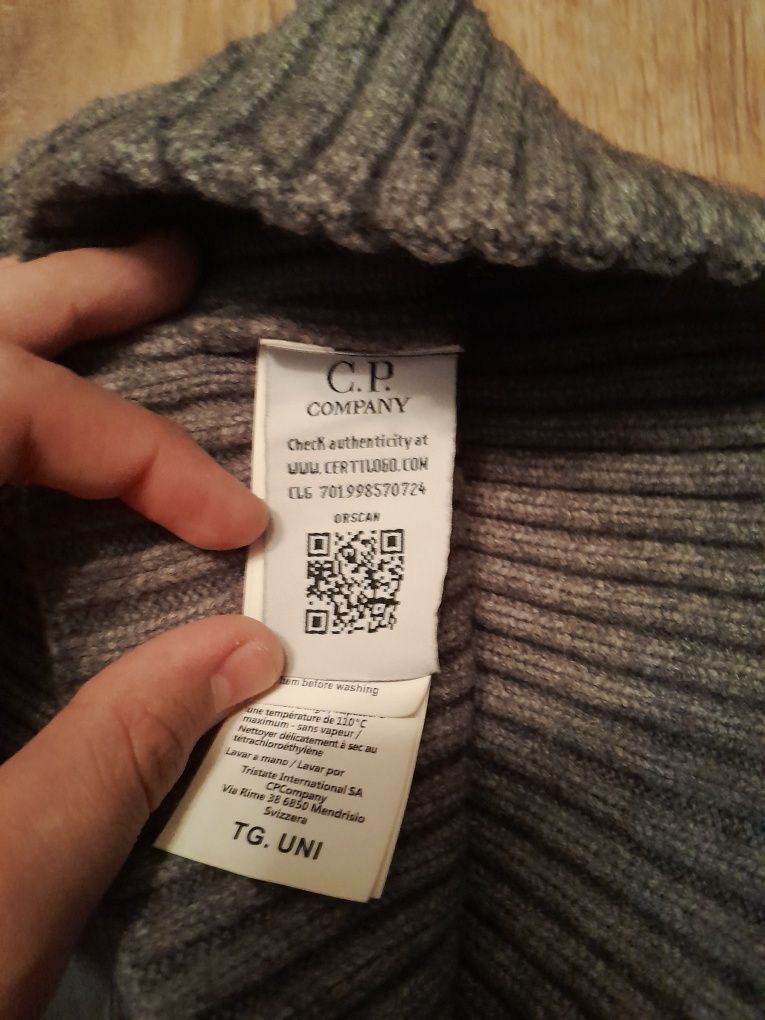 C.P.
COMPANY
Check authenticity at
WWW.CERTILOGO.COM
CLG 701998570724
QRSCAN
item before washing
une température de 110°C
maximum - sans vapeur /
Nettoyer délicatement à sec au
tétrachloroéthylène
Lavar a mano / Lavar por
Tristate International SA
CPCompany
Via Rime 38 6850 Mendrisio
Svizzera
TG. UNI